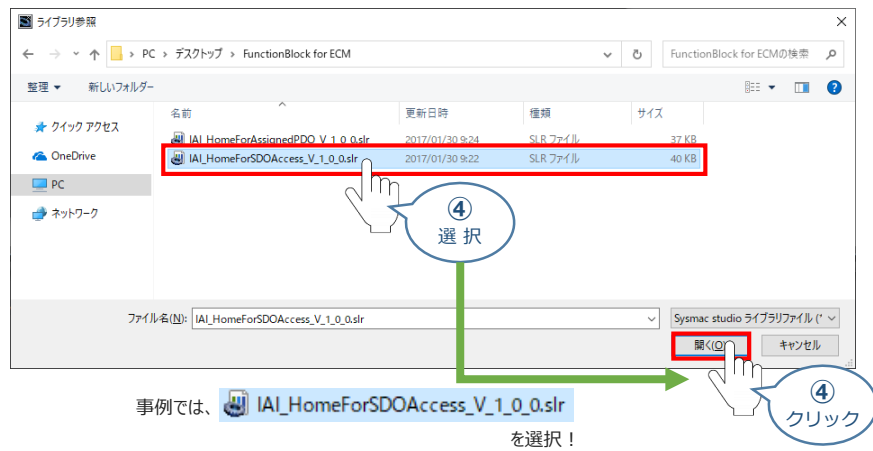 ライブラリ参照
PC › デスクトップ › FunctionBlock for ECM
FunctionBlock for ECMの検索
整理 新しいフォルダー
名前 更新日時 種類 サイズ
クイック アクセス
IAI_HomeForAssignedPDO_V_1_0_0.slr 2017/01/30 9:24 SLR ファイル 37 KB
OneDrive
IAI_HomeForSDOAccess_V_1_0_0.slr 2017/01/30 9:22 SLR ファイル 40 KB
PC
ネットワーク
④
選 択
ファイル名(N): IAI_HomeForSDOAccess_V_1_0_0.slr
Sysmac studio ライブラリファイル (*
開く(O) キャンセル
④
クリック
事例では、 IAI_HomeForSDOAccess_V_1_0_0.slr
を選択！